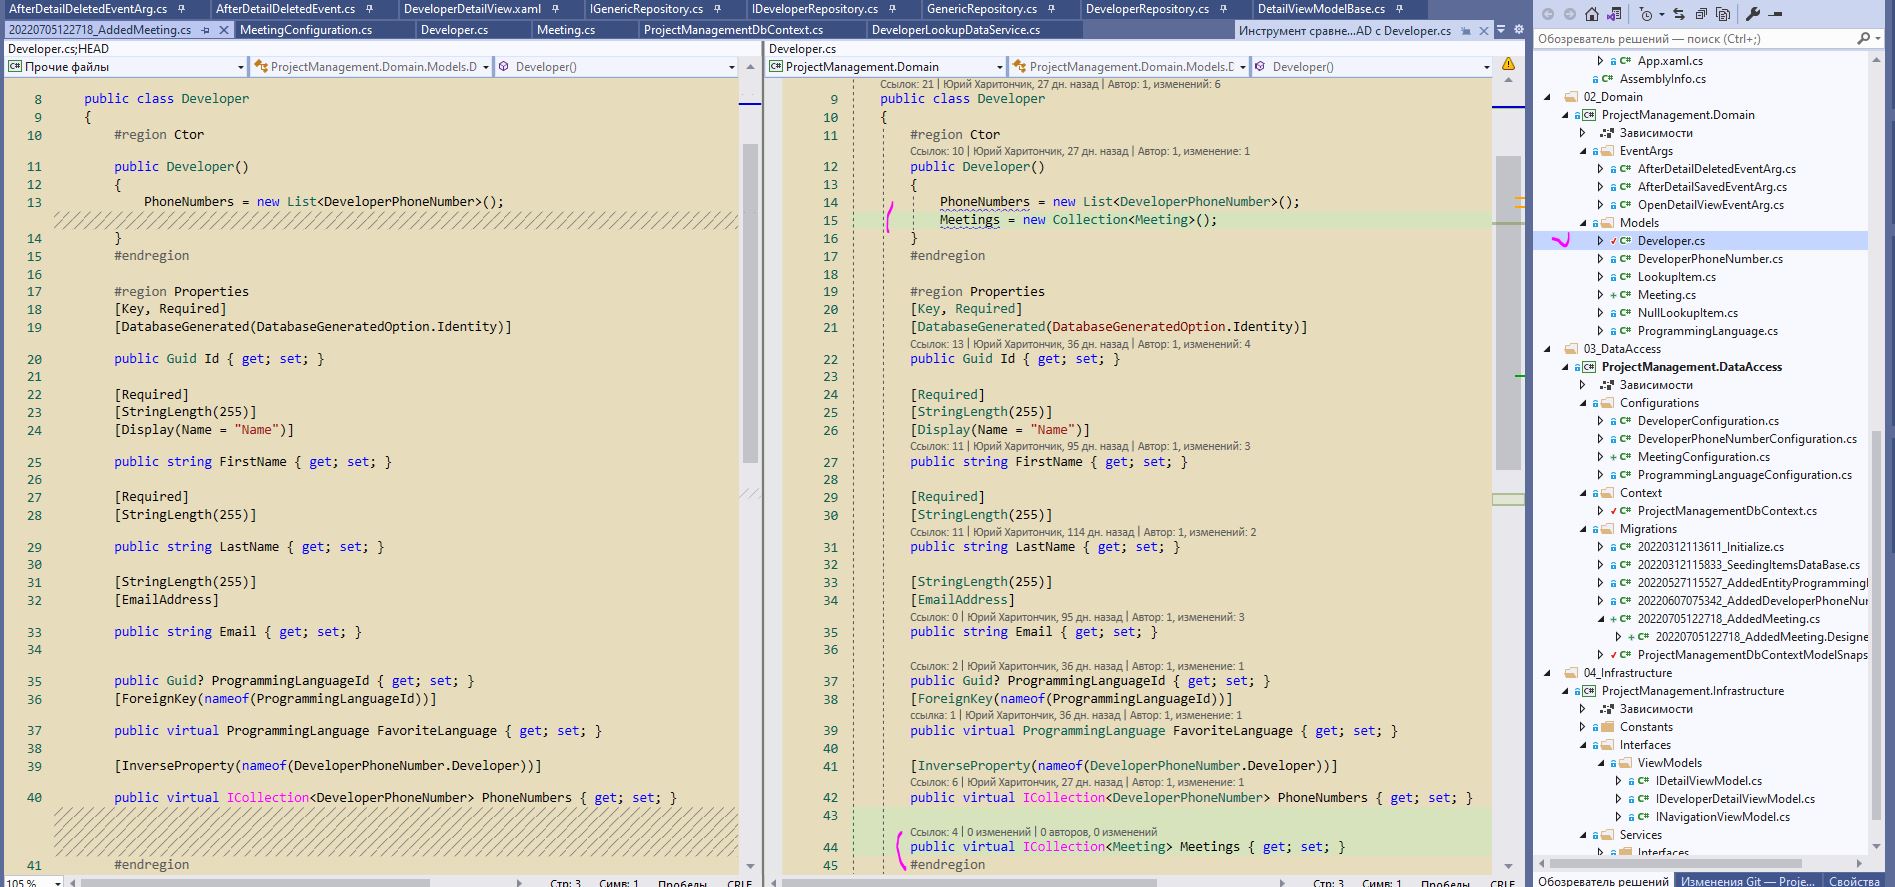 AfterDetailDeletedEventArg.cs
AfterDetailDeletedEvent.cs
DeveloperDetailView.xaml
IGenericRepository.cs
IDeveloperRepository.cs
GenericRepository.cs
DeveloperRepository.cs
DetailViewModelBase.cs
20220705122718_AddedMeeting.cs
MeetingConfiguration.cs
Developer.cs
Meeting.cs
ProjectManagementDbContext.cs
DeveloperLookupDataService.cs
Инструмент сравне...AD с Developer.cs
Developer.cs;HEAD
Прочие файлы
ProjectManagement.Domain.Models.D
Developer()
8 public class Developer
9 {
10 #region Ctor
11 public Developer()
12 {
13 PhoneNumbers = new List<DeveloperPhoneNumber>();
14 }
15 #endregion
16
17 #region Properties
18 [Key, Required]
19 [DatabaseGenerated(DatabaseGeneratedOption.Identity)]
20 public Guid Id { get; set; }
21
22 [Required]
23 [StringLength(255)]
24 [Display(Name = "Name")]
25 public string FirstName { get; set; }
26
27 [Required]
28 [StringLength(255)]
29 public string LastName { get; set; }
30
31 [StringLength(255)]
32 [EmailAddress]
33 public string Email { get; set; }
34
35 public Guid? ProgrammingLanguageId { get; set; }
36 [ForeignKey(nameof(ProgrammingLanguageId))]
37 public virtual ProgrammingLanguage FavoriteLanguage { get; set; }
38
39 [InverseProperty(nameof(DeveloperPhoneNumber.Developer))]
40 public virtual ICollection<DeveloperPhoneNumber> PhoneNumbers { get; set; }
41 #endregion
105 %
Стр: 3 Симв: 1 Пробелы CRLF
Developer.cs
ProjectManagement.Domain
ProjectManagement.Domain.Models.D
Developer()
Ссылок: 21 | Юрий Харитончик, 27 дн. назад | Автор: 1, изменений: 6
9 public class Developer
10 {
11 #region Ctor
Ссылок: 10 | Юрий Харитончик, 27 дн. назад | Автор: 1, изменение: 1
12 public Developer()
13 {
14 PhoneNumbers = new List<DeveloperPhoneNumber>();
15 Meetings = new Collection<Meeting>();
16 }
17 #endregion
18
19 #region Properties
20 [Key, Required]
21 [DatabaseGenerated(DatabaseGeneratedOption.Identity)]
Ссылок: 13 | Юрий Харитончик, 36 дн. назад | Автор: 1, изменений: 4
22 public Guid Id { get; set; }
23
24 [Required]
25 [StringLength(255)]
26 [Display(Name = "Name")]
Ссылок: 11 | Юрий Харитончик, 95 дн. назад | Автор: 1, изменений: 3
27 public string FirstName { get; set; }
28
29 [Required]
30 [StringLength(255)]
Ссылок: 11 | Юрий Харитончик, 114 дн. назад | Автор: 1, изменений: 2
31 public string LastName { get; set; }
32
33 [StringLength(255)]
34 [EmailAddress]
Ссылок: 0 | Юрий Харитончик, 95 дн. назад | Автор: 1, изменений: 3
35 public string Email { get; set; }
36
Ссылок: 2 | Юрий Харитончик, 36 дн. назад | Автор: 1, изменение: 1
37 public Guid? ProgrammingLanguageId { get; set; }
38 [ForeignKey(nameof(ProgrammingLanguageId))]
ссылка: 1 | Юрий Харитончик, 36 дн. назад | Автор: 1, изменение: 1
39 public virtual ProgrammingLanguage FavoriteLanguage { get; set; }
40
41 [InverseProperty(nameof(DeveloperPhoneNumber.Developer))]
Ссылок: 6 | Юрий Харитончик, 27 дн. назад | Автор: 1, изменение: 1
42 public virtual ICollection<DeveloperPhoneNumber> PhoneNumbers { get; set; }
43
Ссылок: 4 | 0 изменений | 0 авторов, 0 изменений
44 public virtual ICollection<Meeting> Meetings { get; set; }
45 #endregion
Стр: 3 Симв: 1 Пробелы CRLF
Обозреватель решений — поиск (Ctrl+;)
App.xaml.cs
AssemblyInfo.cs
02_Domain
ProjectManagement.Domain
Зависимости
EventArgs
AfterDetailDeletedEventArg.cs
AfterDetailSavedEventArg.cs
OpenDetailViewEventArg.cs
Models
Developer.cs
DeveloperPhoneNumber.cs
LookupItem.cs
Meeting.cs
NullLookupItem.cs
ProgrammingLanguage.cs
03_DataAccess
ProjectManagement.DataAccess
Зависимости
Configurations
DeveloperConfiguration.cs
DeveloperPhoneNumberConfiguration.cs
MeetingConfiguration.cs
ProgrammingLanguageConfiguration.cs
Context
ProjectManagementDbContext.cs
Migrations
20220312113611_Initialize.cs
20220312115833_SeedingItemsDataBase.cs
20220527115527_AddedEntityProgrammingl
20220607075342_AddedDeveloperPhoneNur
20220705122718_AddedMeeting.cs
20220705122718_AddedMeeting.Designe
ProjectManagementDbContextModelSnaps
04_Infrastructure
ProjectManagement.Infrastructure
Зависимости
Constants
Interfaces
ViewModels
IDetailViewModel.cs
IDeveloperDetailViewModel.cs
INavigationViewModel.cs
Services
Interfaces
Обозреватель решений
Изменения Git — Proje...
Свойства